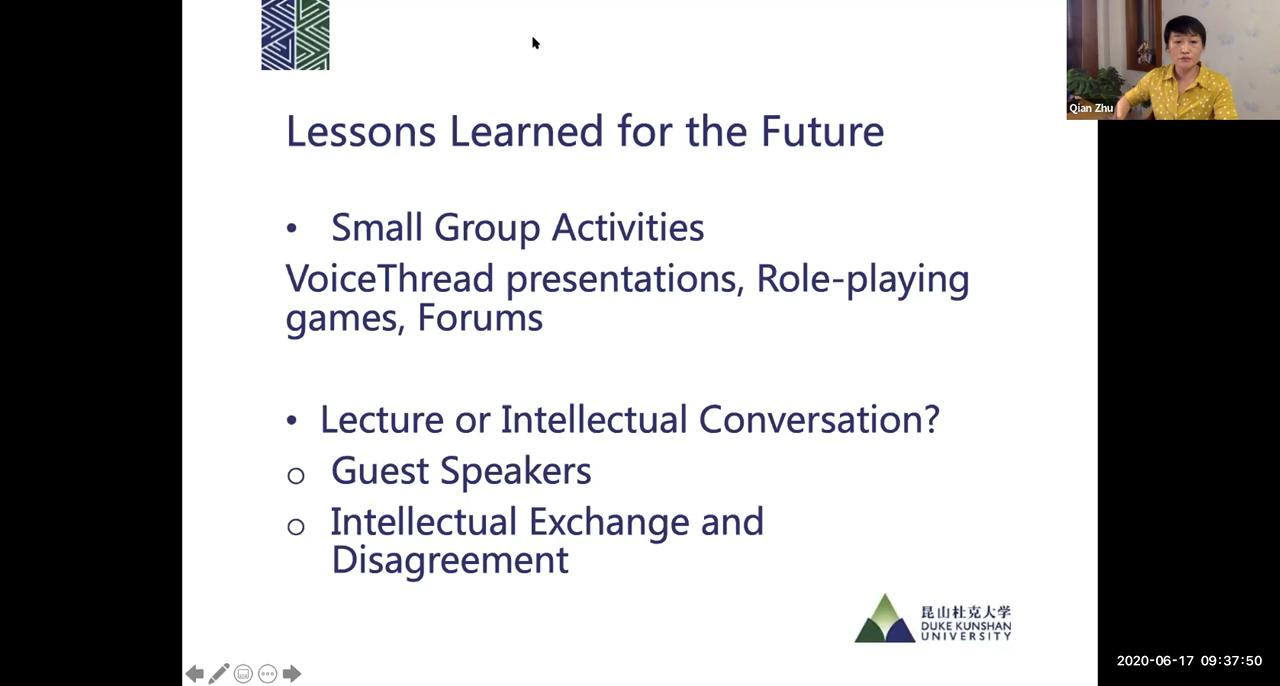 Qian Zhu
Lessons Learned for the Future
• Small Group Activities
VoiceThread presentations, Role-playing
games, Forums
• Lecture or Intellectual Conversation?
o Guest Speakers
o Intellectual Exchange and
Disagreement
昆山杜克大学
DUKE KUNSHAN
UNIVERSITY
2020-06-17 09:37:50